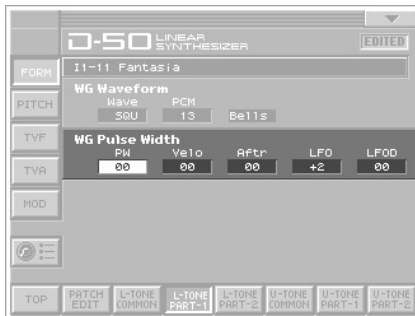 D-50 LINEAR SYNTHESIZER
EDITED
FORM
I1-11 Fantasia
WG Waveform
Wave PCM
SQU 13 Bells
PITCH
TVF
WG Pulse Width
PW Velo Aftr LFO LFOD
00 00 00 +2 00
TVA
MOD
TOP
PATCH EDIT
L-TONE COMMON
L-TONE PART-1
L-TONE PART-2
U-TONE COMMON
U-TONE PART-1
U-TONE PART-2